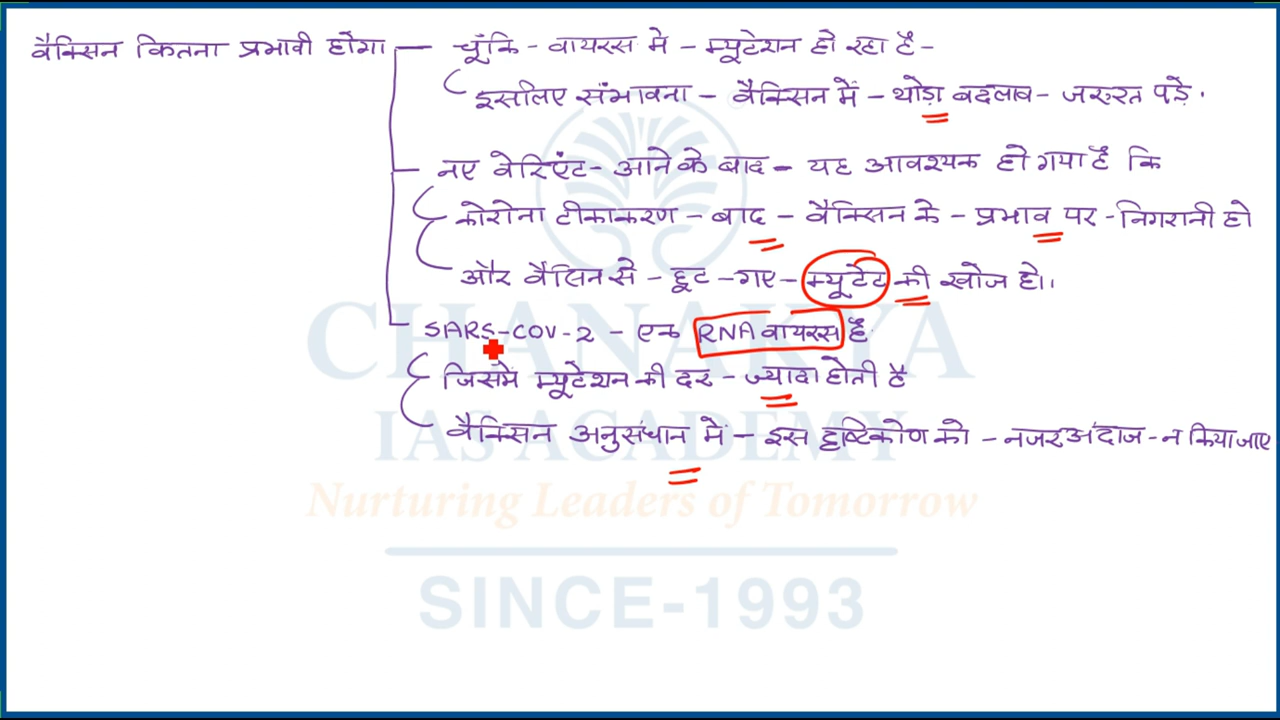 वैक्सिन कितना प्रभावी होगा — चूंकि - वायरस मे - म्यूटेशन हो रहा है -
इसलिए संभावना - वैक्सिन में - थोड़ा बदलाव - जरुरत पड़े.
नए वेरिएंट - आने के बाद - यह आवश्यक हो गया है कि
कोरोना टीकाकरण - बाद - वैक्सिन के - प्रभाव पर - निगरानी हो
और वैसिन से - छूट - गए - म्यूटेट की खोज हो।.
SARS-COV-2 - एक RNA वायरस है.
जिसमे म्यूटेशन की दर - ज्यादा होती है
वैक्सिन अनुसंधान में - इस दृष्टिकोण को - नजर अंदाज - न किया जाए
CHANAKYA
IAS ACADEMY
Nurturing Leaders of Tomorrow
SINCE-1993